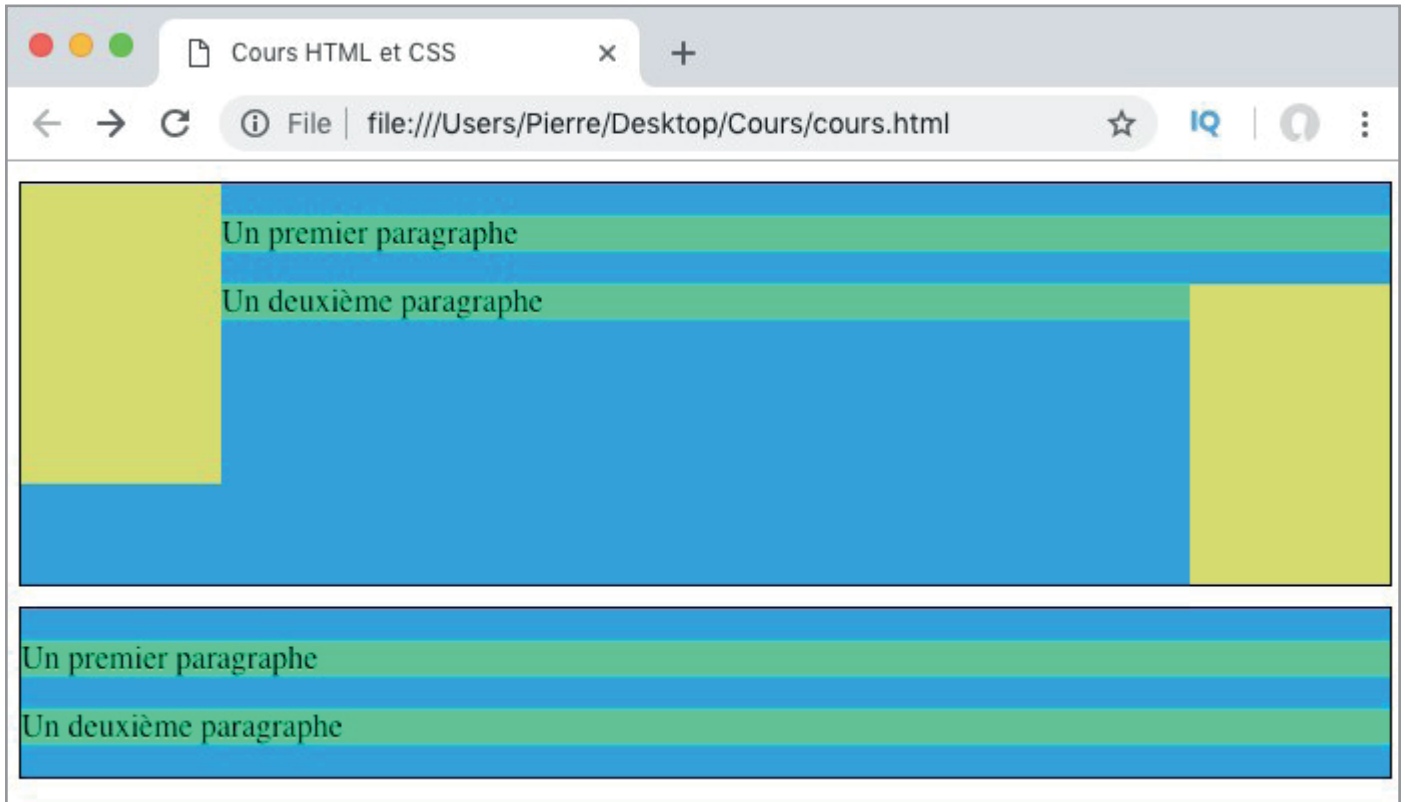 Cours HTML et CSS
File file:///Users/Pierre/Desktop/Cours/cours.html IQ
Un premier paragraphe
Un deuxième paragraphe
Un premier paragraphe
Un deuxième paragraphe